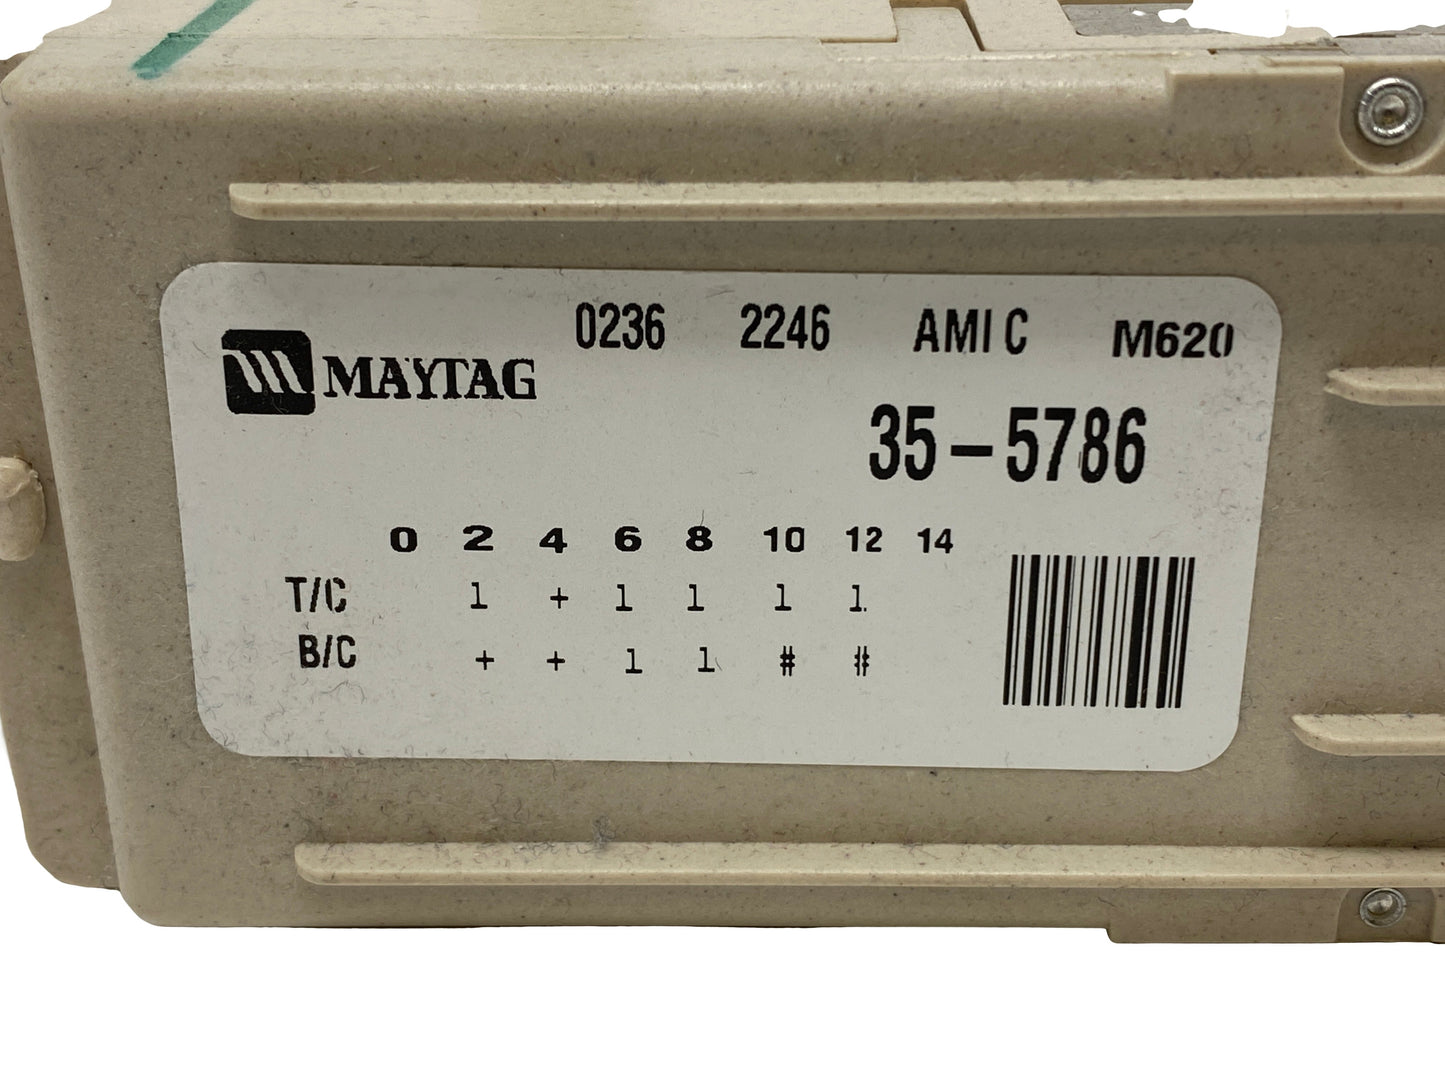 0236 2246 AMI C M620
MAYTAG
35-5786
0 2 4 6 8 10 12 14
T/C 1 + 1 1 1 1.
B/C + + 1 1 # #